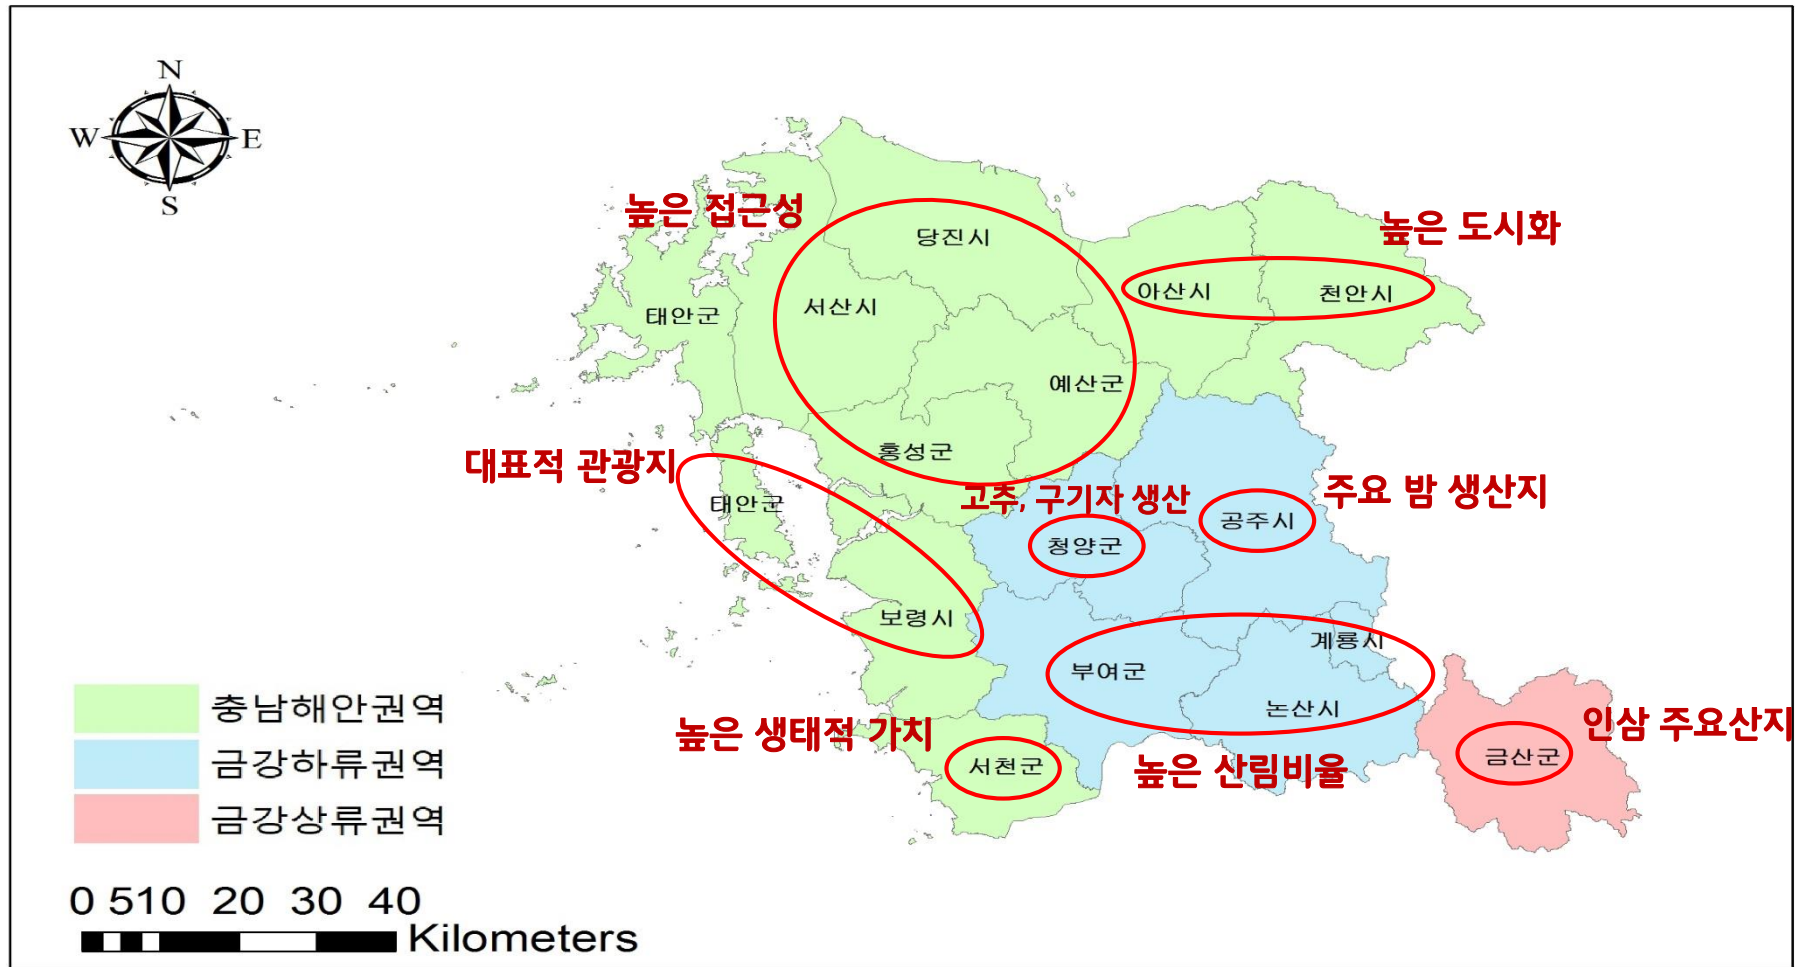 N
W
E
S
높은 접근성
당진시
높은 도시화
서산시
아산시
천안시
태안군
예산군
홍성군
대표적 관광지
태안군
고추, 구기자 생산
주요 밤 생산지
청양군
공주시
보령시
계룡시
부여군
논산시
높은 생태적 가치
서천군
높은 산림비율
인삼 주요산지
금산군
충남해안권역
금강하류권역
금강상류권역
0 510 20 30 40
Kilometers